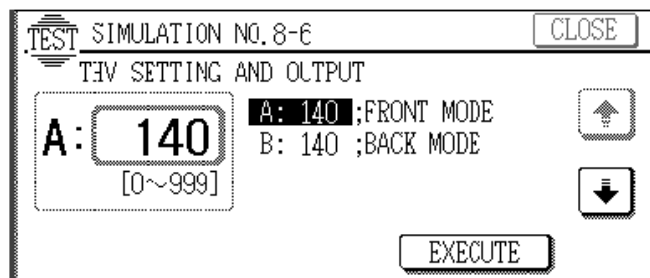 TEST SIMULATION NO.8-6 CLOSE
THV SETTING AND OUTPUT
A: 140
[0~999]
A: 140 ;FRONT MODE
B: 140 ;BACK MODE
EXECUTE